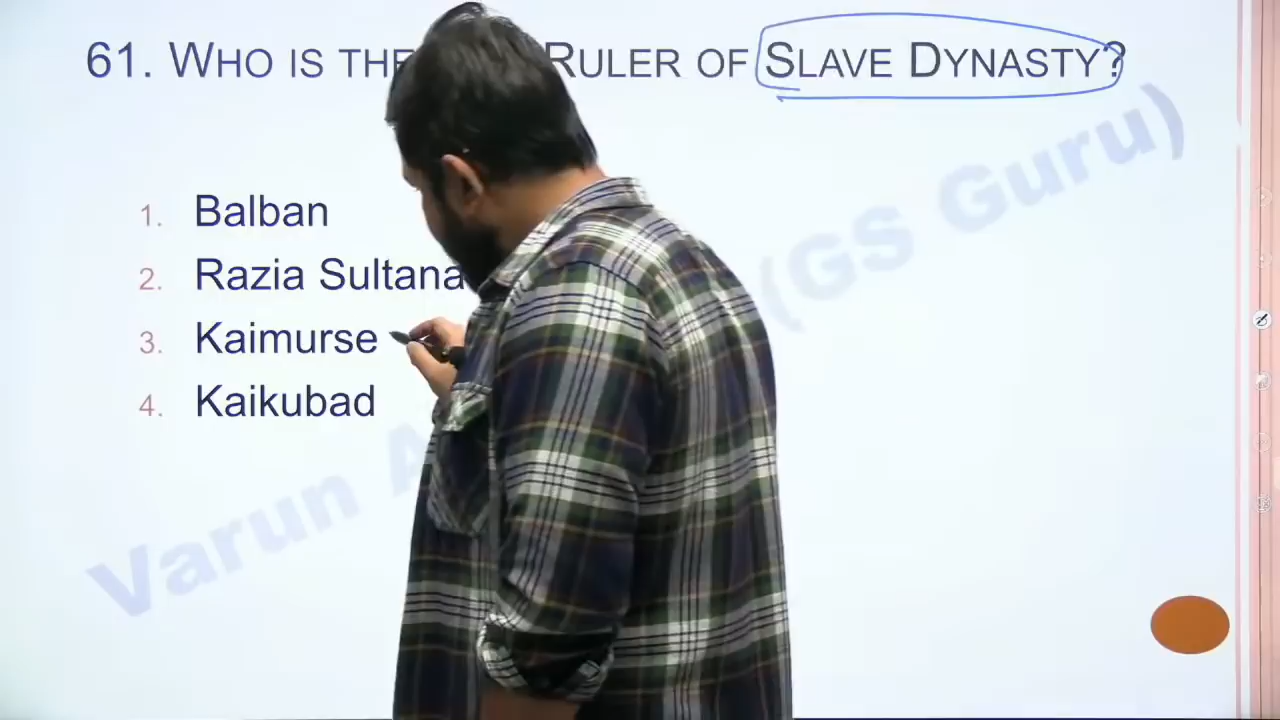 61. WHO IS THE RULER OF SLAVE DYNASTY?
1. Balban
2. Razia Sultana
3. Kaimurse
4. Kaikubad
Varun (GS Guru)